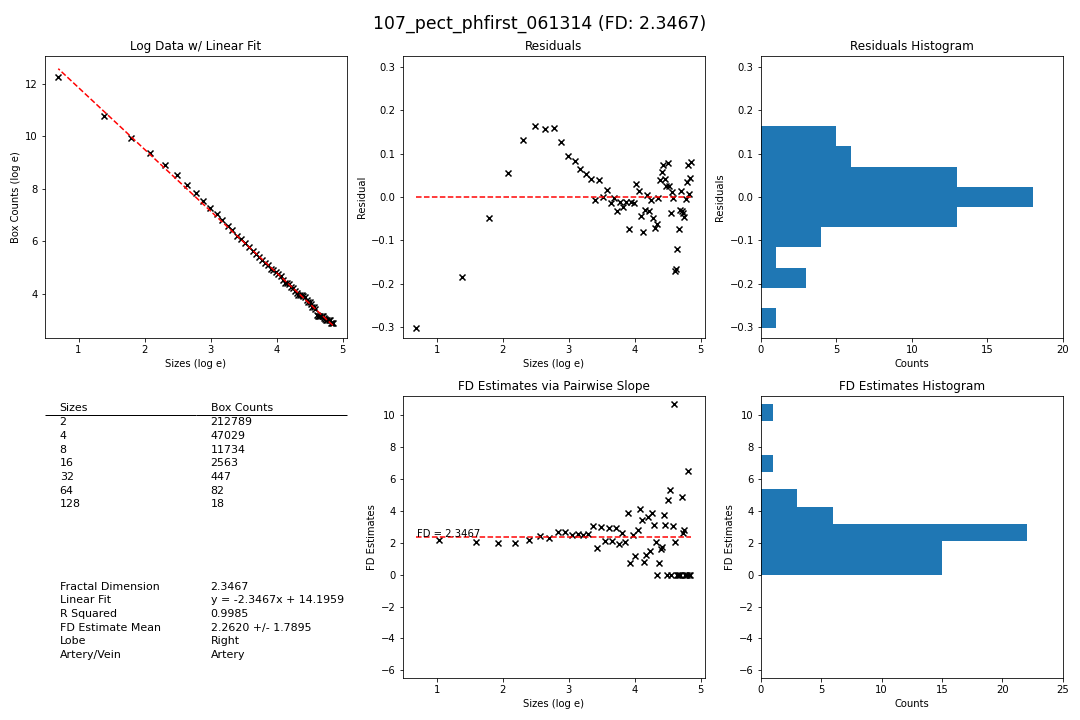 107_pect_phfirst_061314 (FD: 2.3467)
Log Data w/ Linear Fit
Box Counts (log e)
12
10
8
6
4
1 2 3 4 5
Sizes (log e)
Residuals
Residual
0.3
0.2
0.1
0.0
−0.1
−0.2
−0.3
1 2 3 4 5
Sizes (log e)
Residuals Histogram
Residuals
0.3
0.2
0.1
0.0
−0.1
−0.2
−0.3
0 5 10 15 20
Counts
Sizes Box Counts
2 212789
4 47029
8 11734
16 2563
32 447
64 82
128 18
Fractal Dimension 2.3467
Linear Fit y = -2.3467x + 14.1959
R Squared 0.9985
FD Estimate Mean 2.2620 +/- 1.7895
Lobe Right
Artery/Vein Artery
FD Estimates via Pairwise Slope
FD Estimates
10
8
6
4
2
0
−2
−4
−6
FD = 2.3467
1 2 3 4 5
Sizes (log e)
FD Estimates Histogram
FD Estimates
10
8
6
4
2
0
−2
−4
−6
0 5 10 15 20 25
Counts